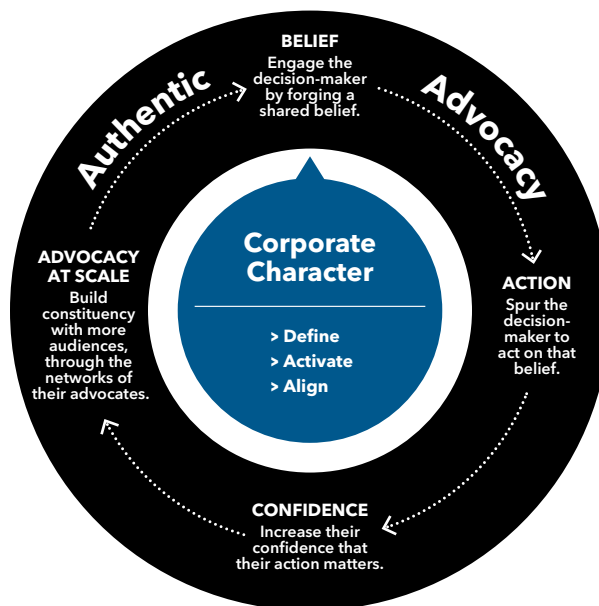 Authentic
Advocacy
BELIEF
Engage the
decision-maker
by forging a
shared belief.
ACTION
Spur the
decision-
maker to
act on that
belief.
CONFIDENCE
Increase their
confidence that
their action matters.
ADVOCACY
AT SCALE
Build
constituency
with more
audiences,
through the
networks of
their advocates.
Corporate
Character
> Define
> Activate
> Align